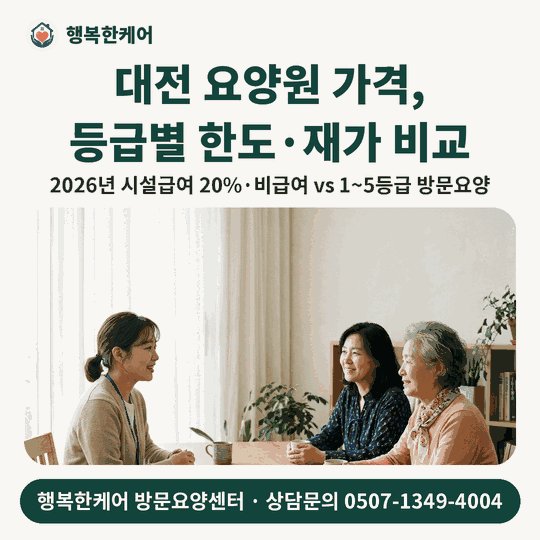 행복한케어
대전 요양원 가격,
등급별 한도·재가 비교
2026년 시설급여 20%·비급여 vs 1~5등급 방문요양
행복한케어 방문요양센터 · 상담문의 0507-1349-4004